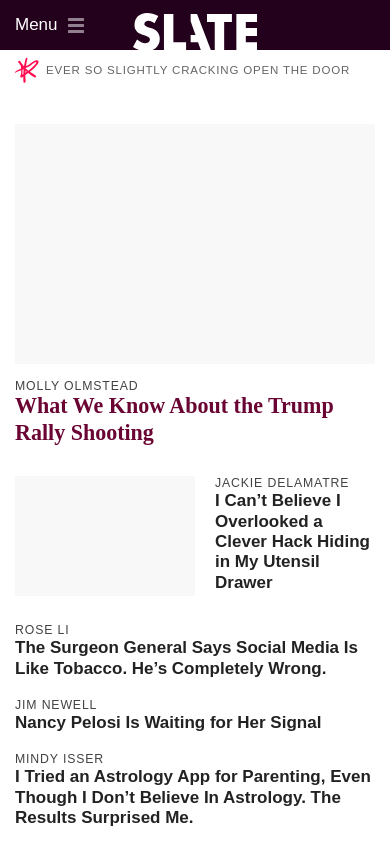 Menu
SLATE
EVER SO SLIGHTLY CRACKING OPEN THE DOOR
MOLLY OLMSTEAD
What We Know About the Trump
Rally Shooting
JACKIE DELAMATRE
I Can’t Believe I
Overlooked a
Clever Hack Hiding
in My Utensil
Drawer
ROSE LI
The Surgeon General Says Social Media Is
Like Tobacco. He’s Completely Wrong.
JIM NEWELL
Nancy Pelosi Is Waiting for Her Signal
MINDY ISSER
I Tried an Astrology App for Parenting, Even
Though I Don’t Believe In Astrology. The
Results Surprised Me.